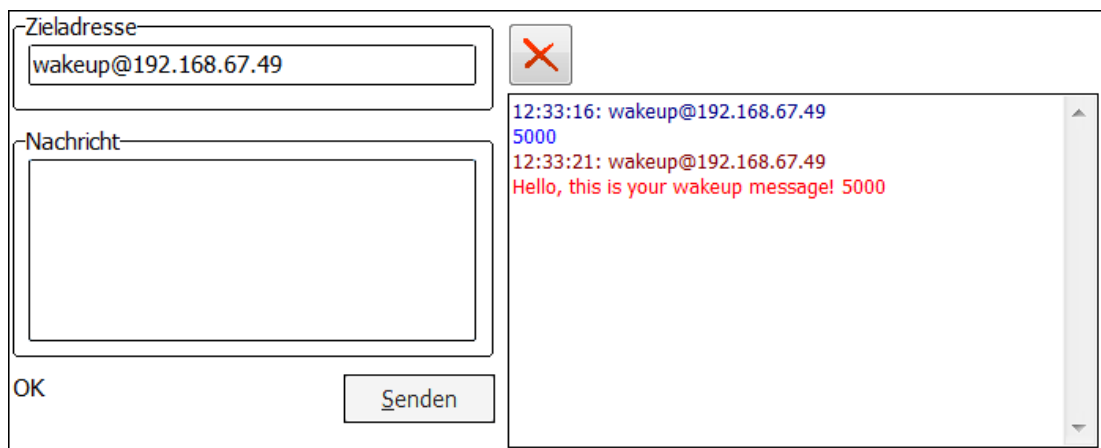 Zieladresse
wakeup@192.168.67.49
Nachricht
OK
Senden
12:33:16: wakeup@192.168.67.49
5000
12:33:21: wakeup@192.168.67.49
Hello, this is your wakeup message! 5000